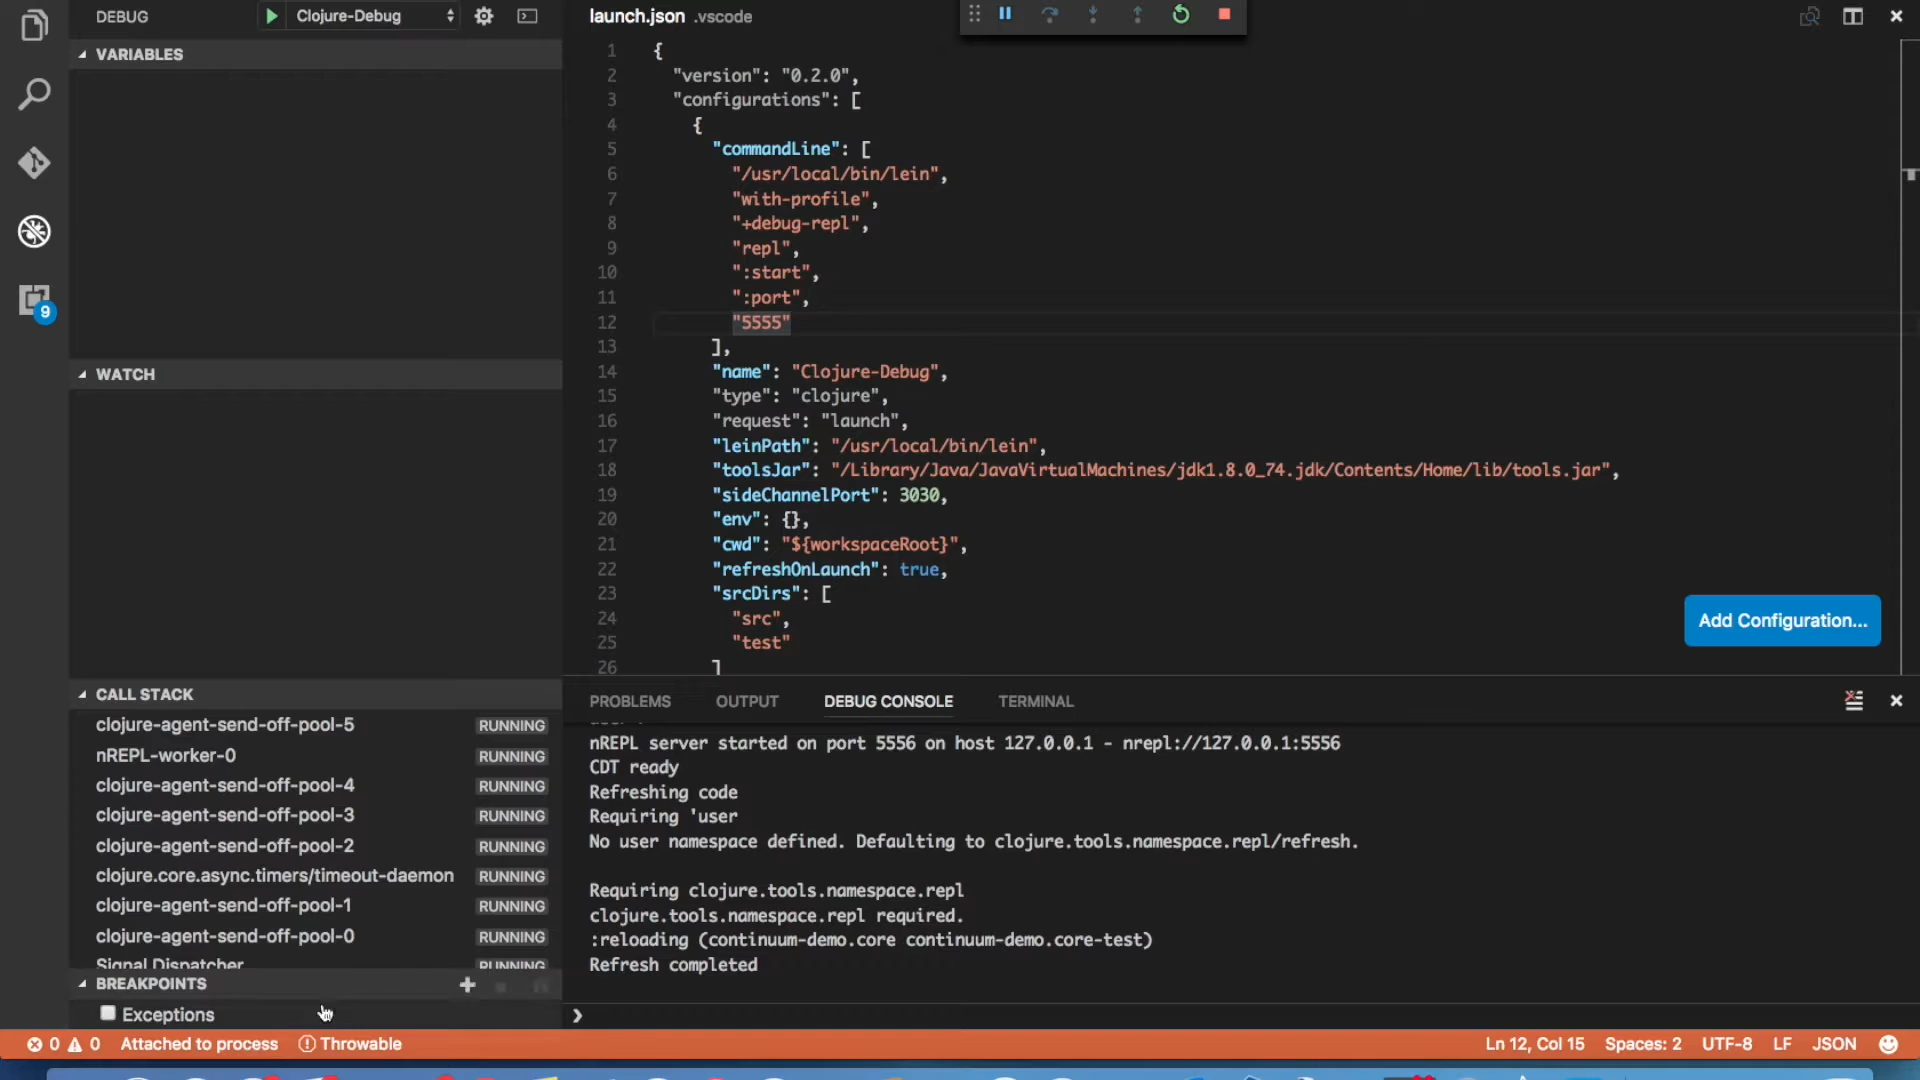 DEBUG
Clojure-Debug
VARIABLES
WATCH
CALL STACK
clojure-agent-send-off-pool-5 RUNNING
nREPL-worker-0 RUNNING
clojure-agent-send-off-pool-4 RUNNING
clojure-agent-send-off-pool-3 RUNNING
clojure-agent-send-off-pool-2 RUNNING
clojure.core.async.timers/timeout-daemon RUNNING
clojure-agent-send-off-pool-1 RUNNING
clojure-agent-send-off-pool-0 RUNNING
Signal Dispatcher RUNNING
BREAKPOINTS
Exceptions
9
launch.json .vscode
1 {
2 "version": "0.2.0",
3 "configurations": [
4 {
5 "commandLine": [
6 "/usr/local/bin/lein",
7 "with-profile",
8 "+debug-repl",
9 "repl",
10 ":start",
11 ":port",
12 "5555"
13 ],
14 "name": "Clojure-Debug",
15 "type": "clojure",
16 "request": "launch",
17 "leinPath": "/usr/local/bin/lein",
18 "toolsJar": "/Library/Java/JavaVirtualMachines/jdk1.8.0_74.jdk/Contents/Home/lib/tools.jar",
19 "sideChannelPort": 3030,
20 "env": {},
21 "cwd": "${workspaceRoot}",
22 "refreshOnLaunch": true,
23 "srcDirs": [
24 "src",
25 "test"
26 ]
Add Configuration...
PROBLEMS OUTPUT DEBUG CONSOLE TERMINAL
nREPL server started on port 5556 on host 127.0.0.1 - nrepl://127.0.0.1:5556
CDT ready
Refreshing code
Requiring 'user
No user namespace defined. Defaulting to clojure.tools.namespace.repl/refresh.
Requiring clojure.tools.namespace.repl
clojure.tools.namespace.repl required.
:reloading (continuum-demo.core continuum-demo.core-test)
Refresh completed
❯
0 0 Attached to process Throwable
Ln 12, Col 15 Spaces: 2 UTF-8 LF JSON